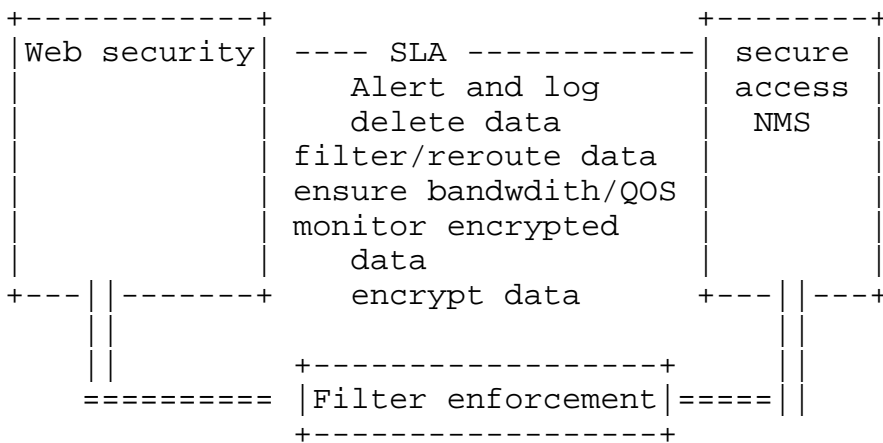 Web security ---- SLA ------------ secure
Alert and log access
delete data NMS
filter/reroute data
ensure bandwdith/QOS
monitor encrypted
data
encrypt data
Filter enforcement